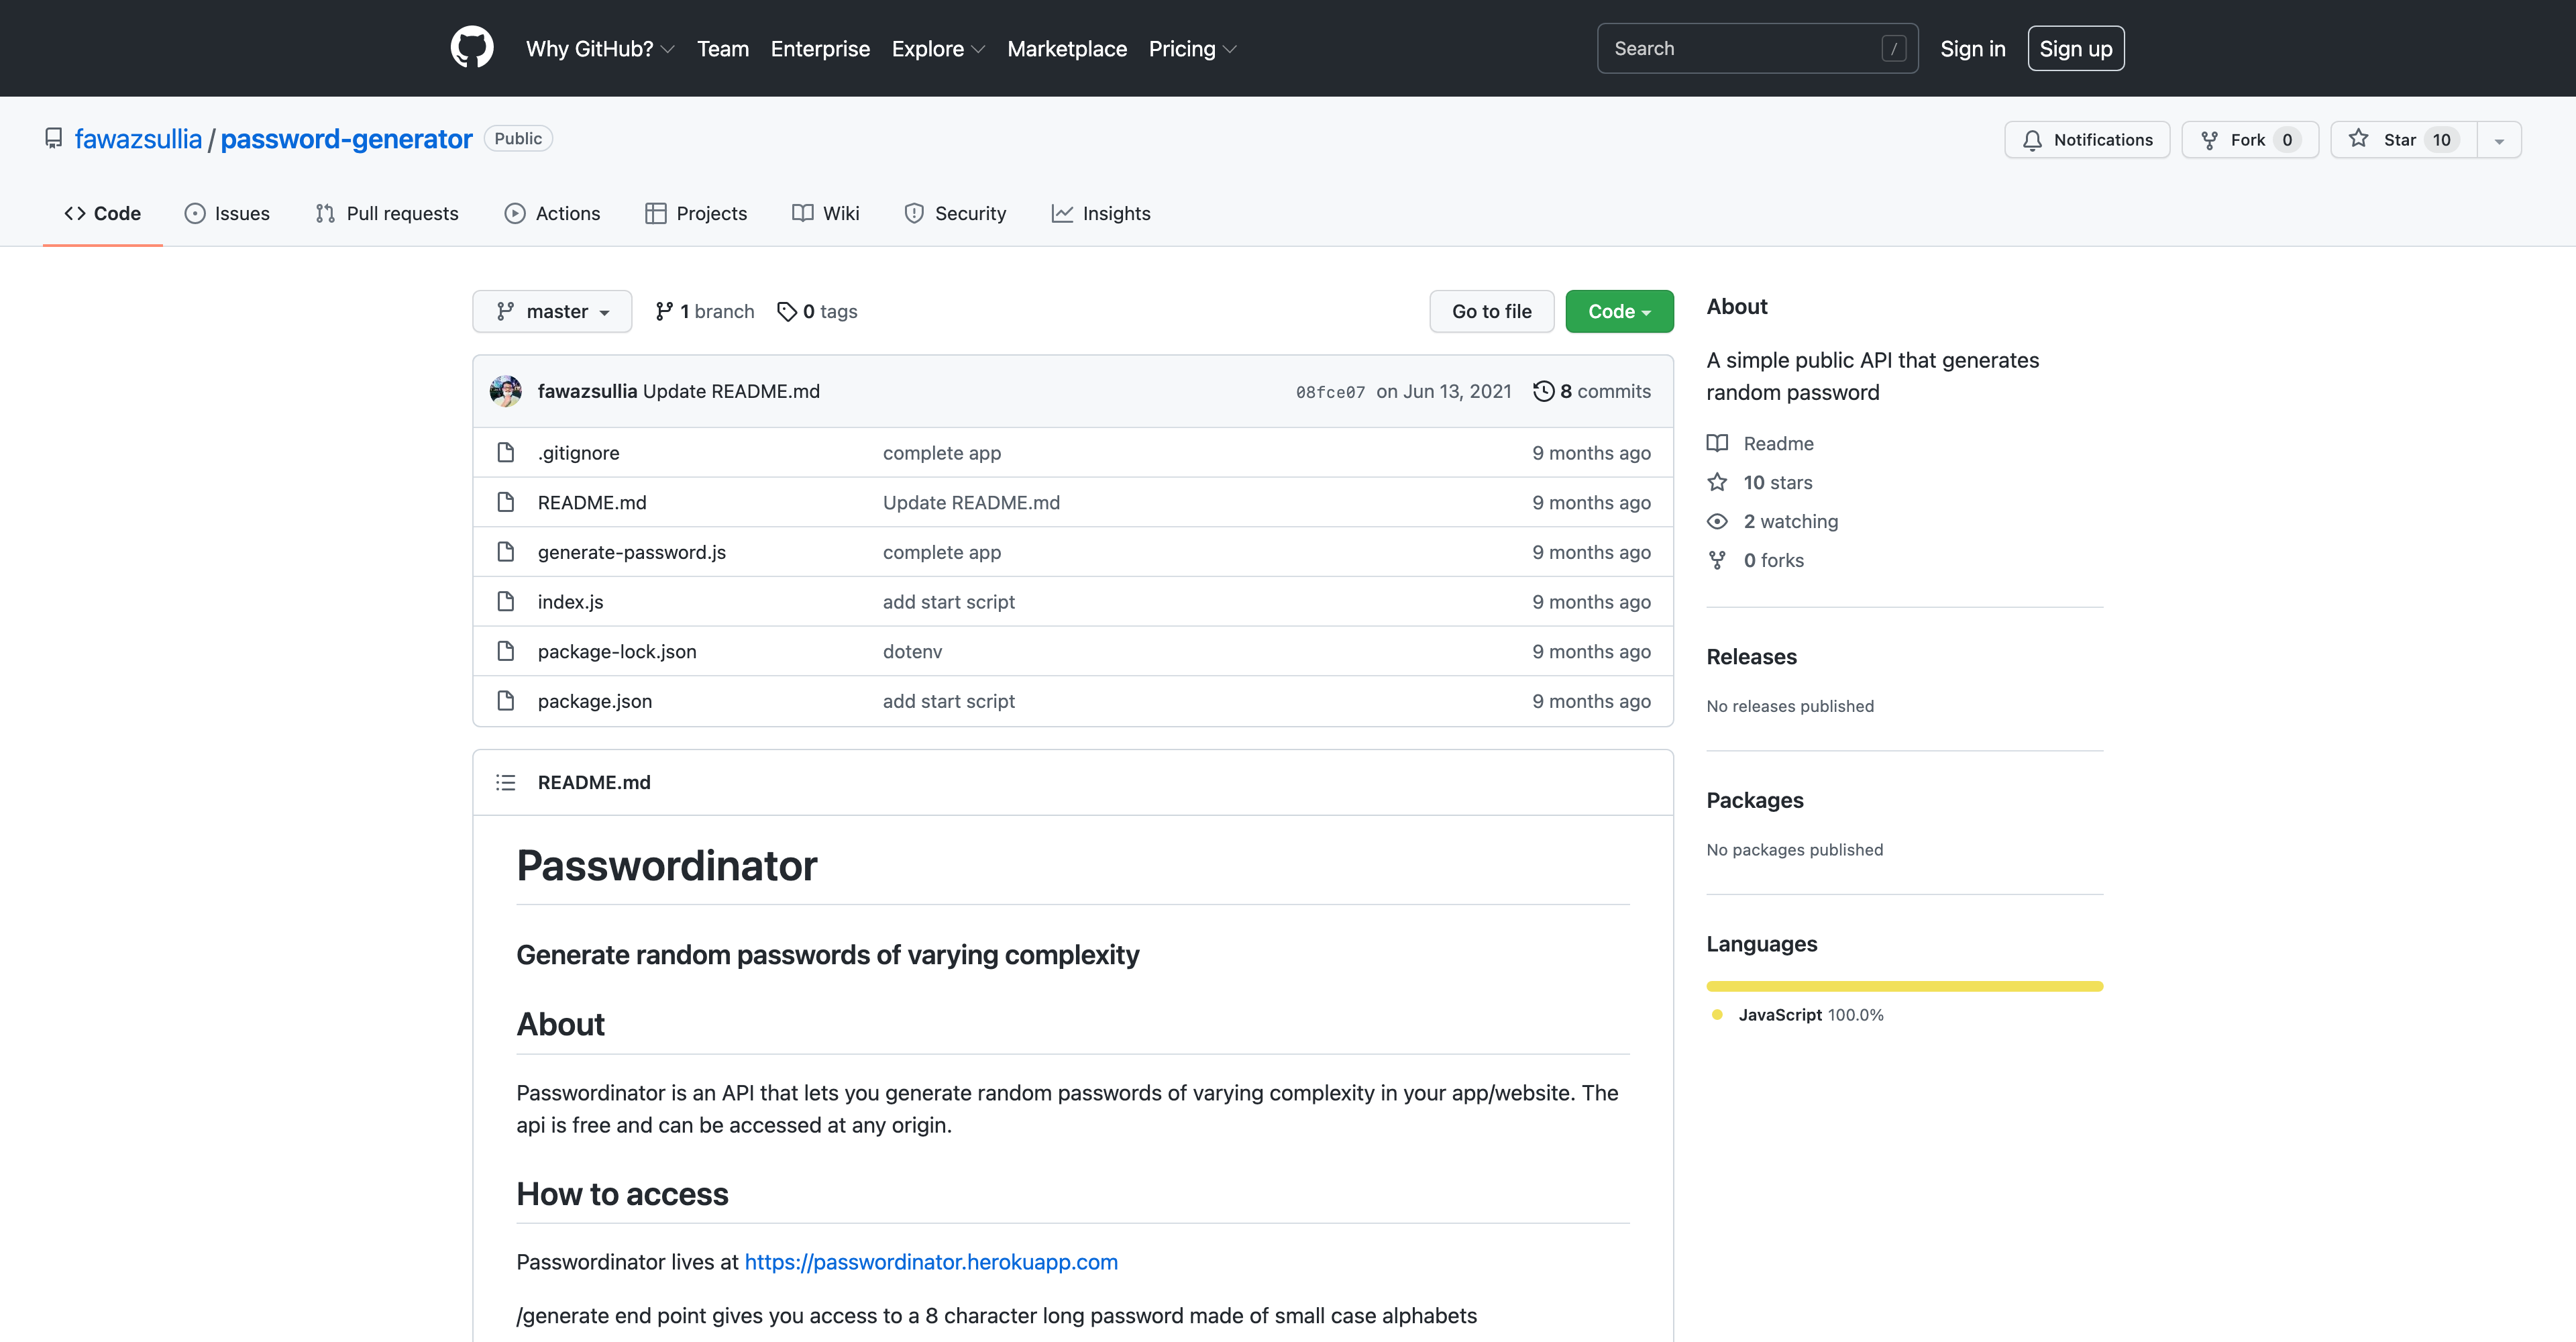 Why GitHub? Team Enterprise Explore Marketplace Pricing Search / Sign in Sign up
fawazsullia / password-generator Public Notifications Fork 0 Star 10
Code Issues Pull requests Actions Projects Wiki Security Insights
master 1 branch 0 tags Go to file Code
fawazsullia Update README.md 08fce07 on Jun 13, 2021 8 commits
.gitignore complete app 9 months ago
README.md Update README.md 9 months ago
generate-password.js complete app 9 months ago
index.js add start script 9 months ago
package-lock.json dotenv 9 months ago
package.json add start script 9 months ago
README.md
Passwordinator
Generate random passwords of varying complexity
About
Passwordinator is an API that lets you generate random passwords of varying complexity in your app/website. The
api is free and can be accessed at any origin.
How to access
Passwordinator lives at https://passwordinator.herokuapp.com
/generate end point gives you access to a 8 character long password made of small case alphabets
About
A simple public API that generates
random password
Readme
10 stars
2 watching
0 forks
Releases
No releases published
Packages
No packages published
Languages
JavaScript 100.0%